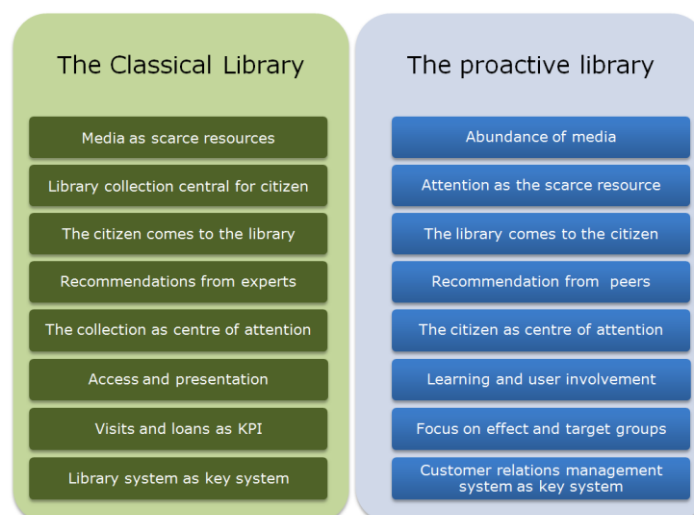 The Classical Library
Media as scarce resources
Library collection central for citizen
The citizen comes to the library
Recommendations from experts
The collection as centre of attention
Access and presentation
Visits and loans as KPI
Library system as key system
The proactive library
Abundance of media
Attention as the scarce resource
The library comes to the citizen
Recommendation from peers
The citizen as centre of attention
Learning and user involvement
Focus on effect and target groups
Customer relations management
system as key system